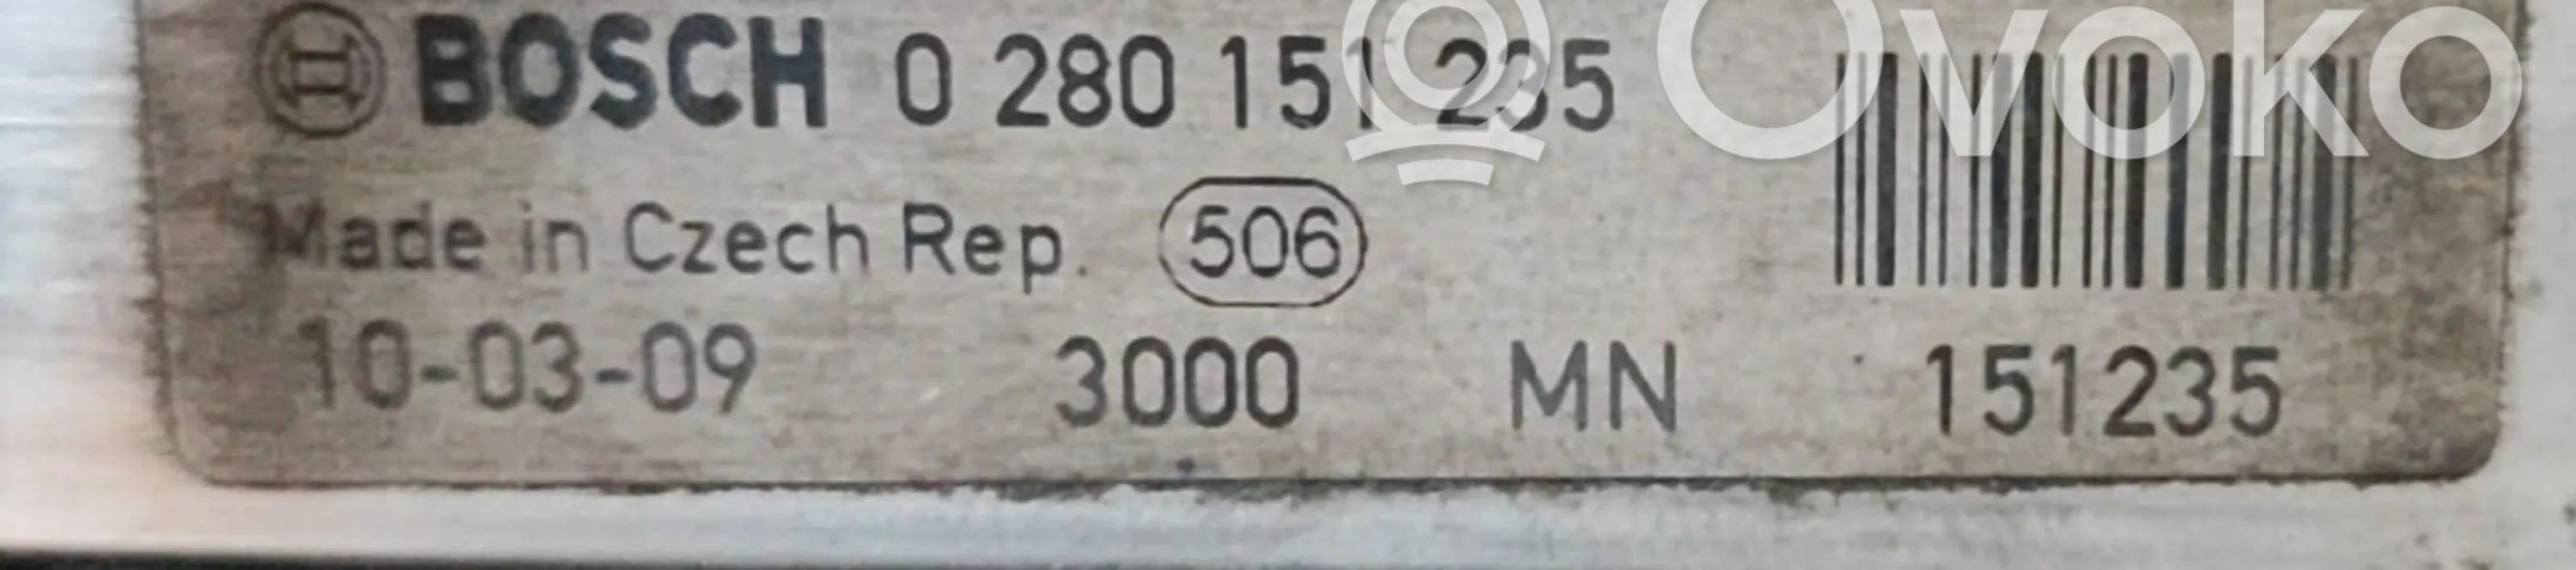 BOSCH 0 280 151 235
Ovoko
Made in Czech Rep. 506
10-03-09 3000 MN 151235